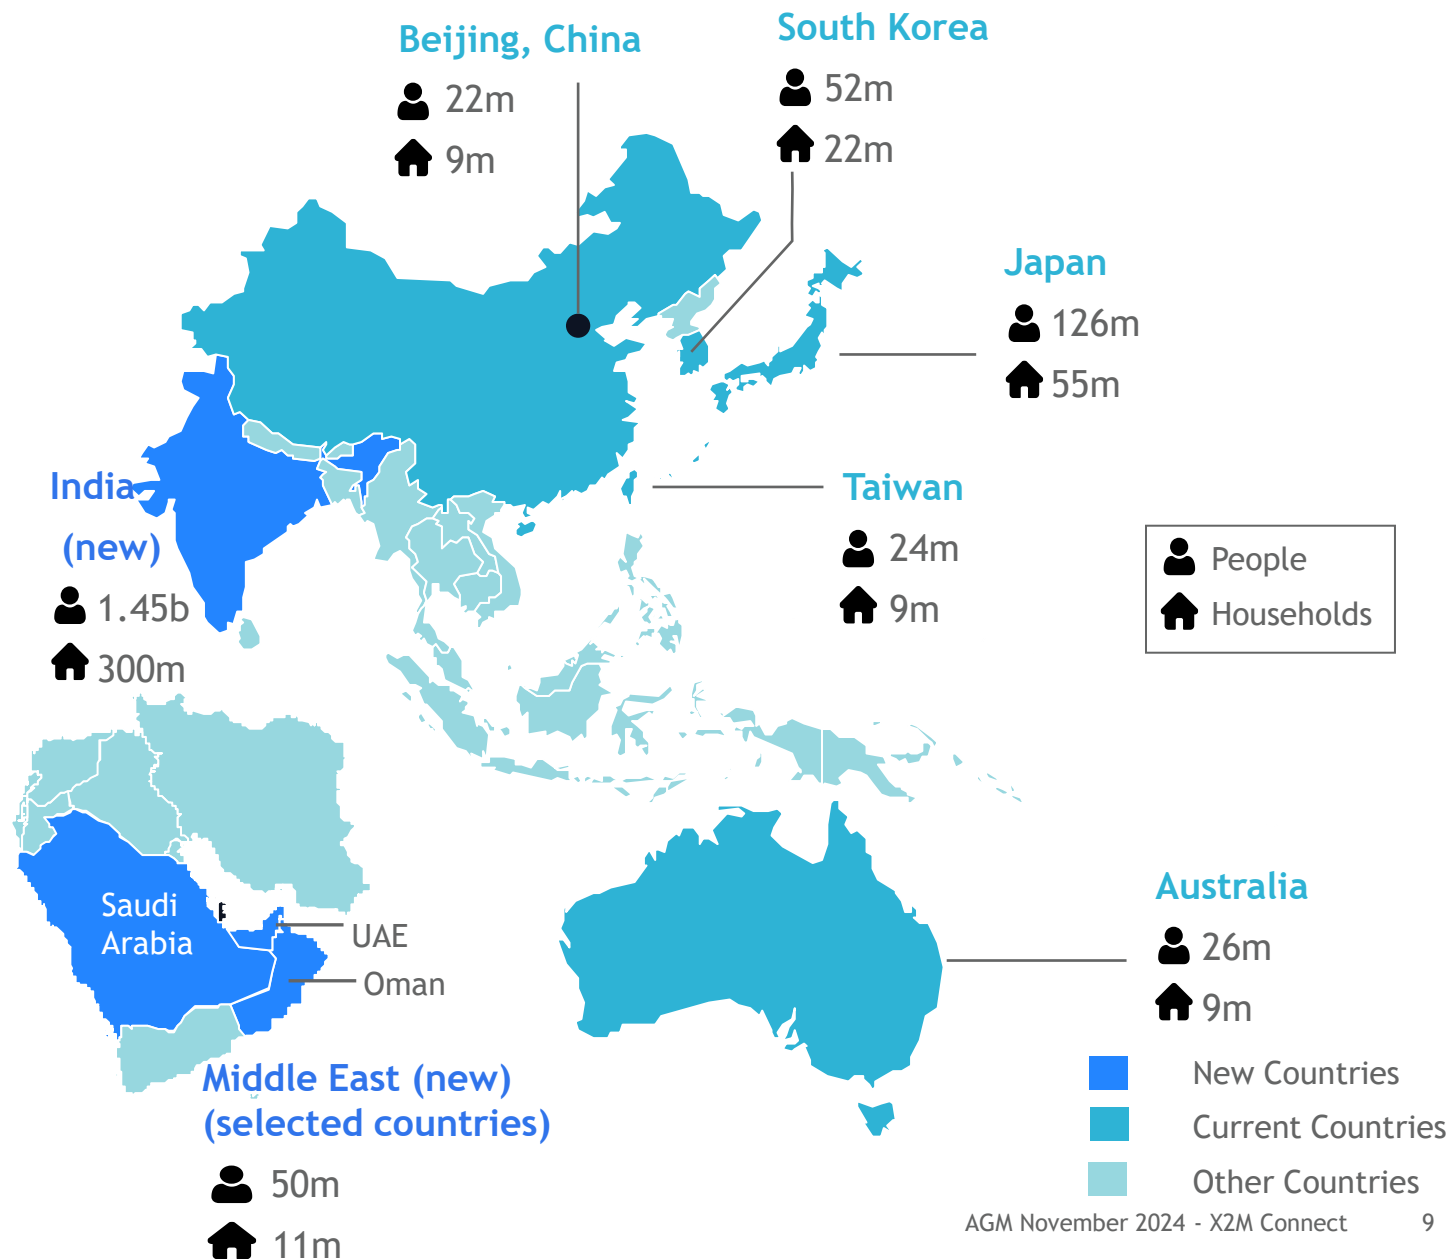 Beijing, China
22m
9m
South Korea
52m
22m
Japan
126m
55m
India
(new)
1.45b
300m
Taiwan
24m
9m
People
Households
Saudi
Arabia
UAE
Oman
Middle East (new)
(selected countries)
50m
11m
Australia
26m
9m
New Countries
Current Countries
Other Countries
AGM November 2024 - X2M Connect 9